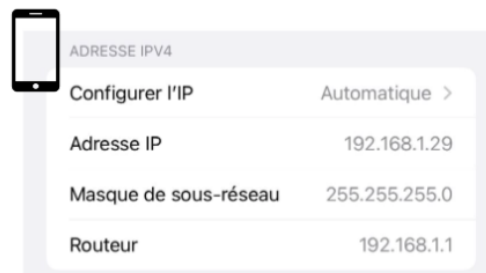 ADRESSE IPV4
Configurer l'IP Automatique >
Adresse IP 192.168.1.29
Masque de sous-réseau 255.255.255.0
Routeur 192.168.1.1